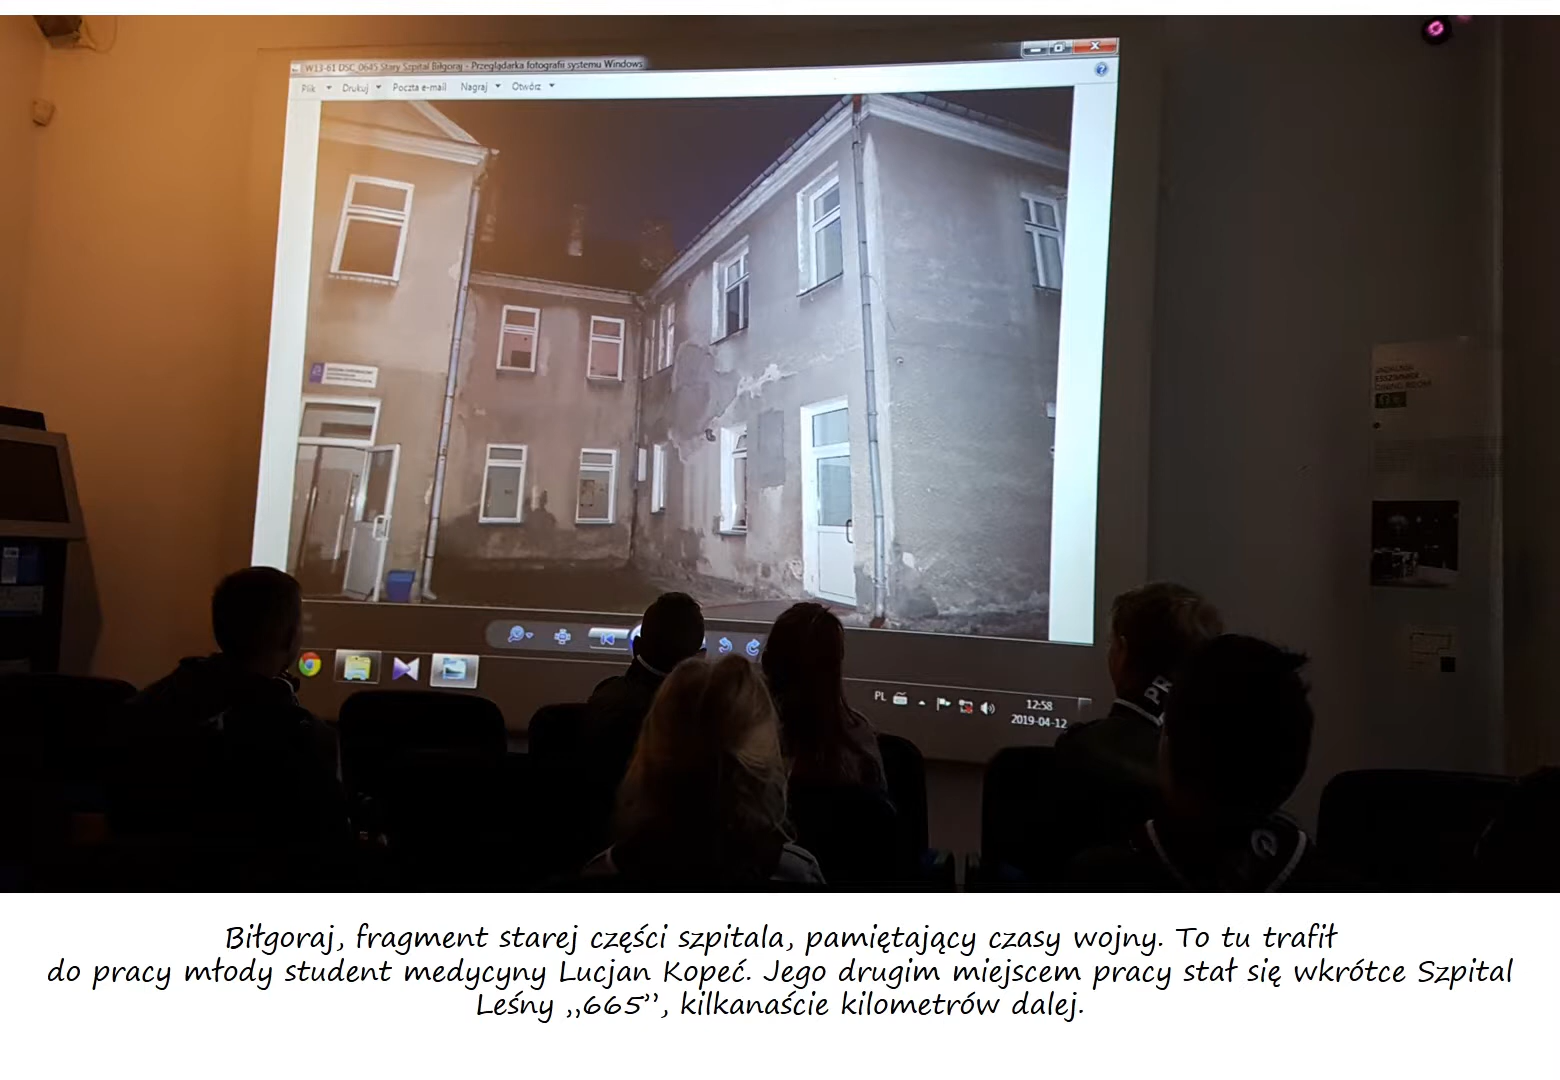 W13-61 DSC_0645 Stary Szpital Biłgoraj - Przeglądarka fotografii systemu Windows
Plik Drukuj Poczta e-mail Nagraj Otwórz
PL
12:58
2019-04-12
PR
Biłgoraj, fragment starej części szpitala, pamiętający czasy wojny. To tu trafił
do pracy młody student medycyny Lucjan Kopeć. Jego drugim miejscem pracy stał się wkrótce Szpital
Leśny „665”, kilkanaście kilometrów dalej.